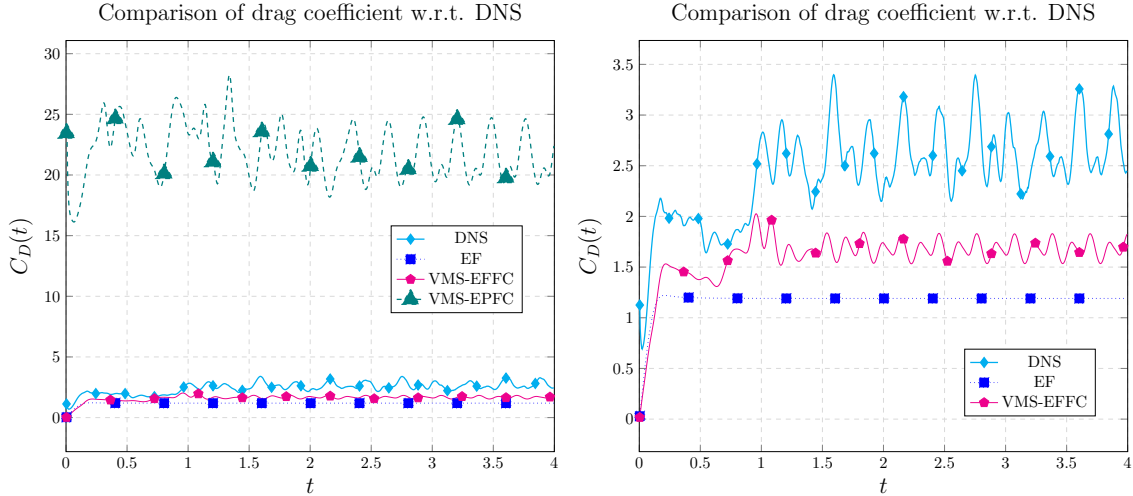 Comparison of drag coefficient w.r.t. DNS
30
25
20
15
10
5
0
C_D(t)
0
0.5
1
1.5
2
2.5
3
3.5
4
t
DNS
EF
VMS-EFFC
VMS-EPFC
Comparison of drag coefficient w.r.t. DNS
3.5
3
2.5
2
1.5
1
0.5
0
C_D(t)
0
0.5
1
1.5
2
2.5
3
3.5
4
t
DNS
EF
VMS-EFFC